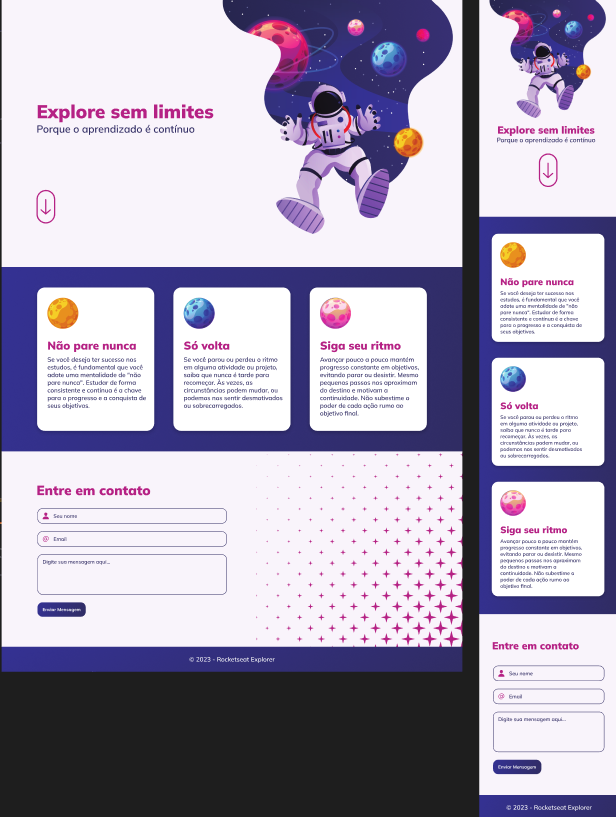 Explore sem limites
Porque o aprendizado é contínuo
Não pare nunca
Se você deseja ter sucesso nos
estudos, é fundamental que você
adote uma mentalidade de "não
pare nunca". Estudar de forma
consistente e contínua é a chave
para o progresso e a conquista de
seus objetivos.
Só volta
Se você parou ou perdeu o ritmo
em alguma atividade ou projeto,
saiba que nunca é tarde para
recomeçar. Às vezes, as
circunstâncias podem mudar, ou
podemos nos sentir desmotivados
ou sobrecarregados.
Siga seu ritmo
Avançar pouco a pouco mantém
progresso constante em objetivos,
evitando parar ou desistir. Mesmo
pequenos passos nos aproximam
do destino e motivam a
continuidade. Não subestime o
poder de cada ação rumo ao
objetivo final.
Entre em contato
Seu nome
Email
Digite sua mensagem aqui...
Enviar Mensagem
© 2023 - Rocketseat Explorer
Explore sem limites
Porque o aprendizado é contínuo
Não pare nunca
Se você deseja ter sucesso nos
estudos, é fundamental que você
adote uma mentalidade de "não
pare nunca". Estudar de forma
consistente e contínua é a chave
para o progresso e a conquista de
seus objetivos.
Só volta
Se você parou ou perdeu o ritmo
em alguma atividade ou projeto,
saiba que nunca é tarde para
recomeçar. Às vezes, as
circunstâncias podem mudar, ou
podemos nos sentir desmotivados
ou sobrecarregados.
Siga seu ritmo
Avançar pouco a pouco mantém
progresso constante em objetivos,
evitando parar ou desistir. Mesmo
pequenos passos nos aproximam
do destino e motivam a
continuidade. Não subestime o
poder de cada ação rumo ao
objetivo final.
Entre em contato
Seu nome
Email
Digite sua mensagem aqui...
Enviar Mensagem
© 2023 - Rocketseat Explorer